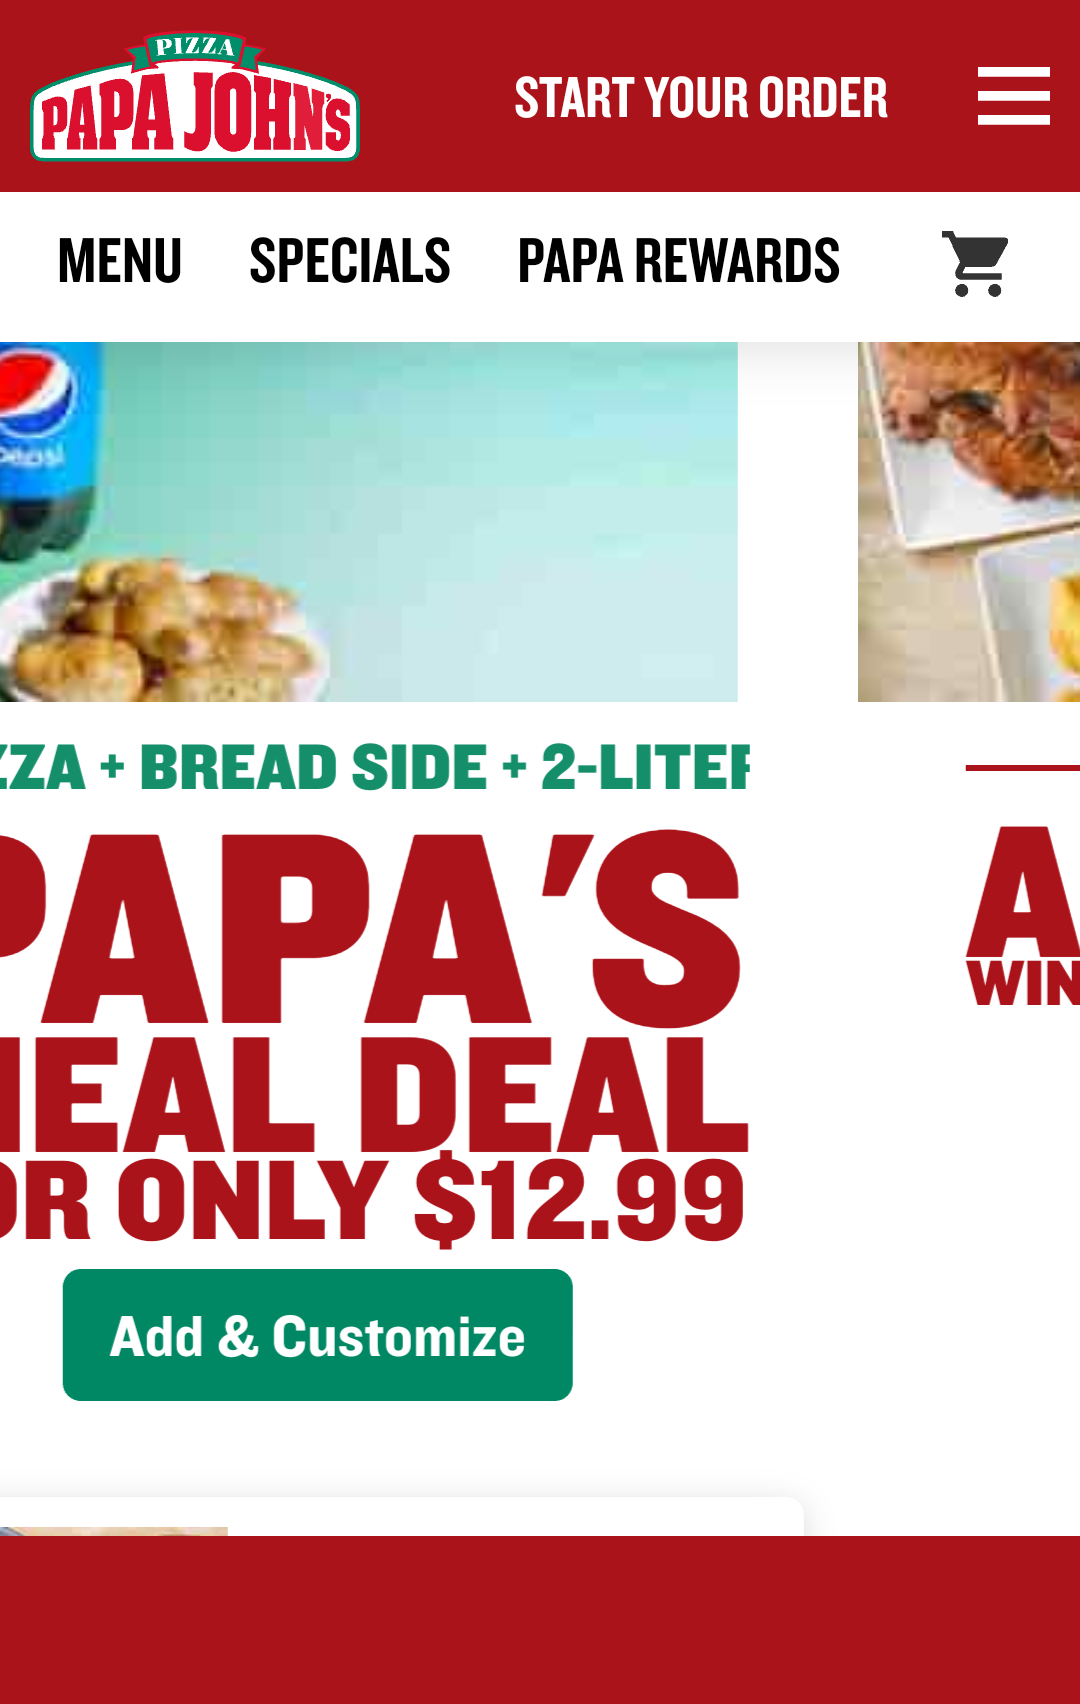 PIZZA
PAPA JOHN'S
START YOUR ORDER
MENU SPECIALS PAPA REWARDS
pepsi
ZZA + BREAD SIDE + 2-LITER
PAPA'S
MEAL DEAL
OR ONLY $12.99
Add & Customize
A
WIN